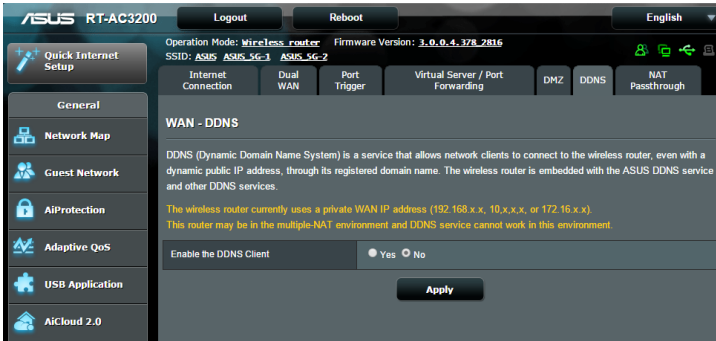 ASUS RT-AC3200
Logout
Reboot
English
Quick Internet
Setup
General
Network Map
Guest Network
AiProtection
Adaptive QoS
USB Application
AiCloud 2.0
Operation Mode: Wireless router Firmware Version: 3.0.0.4.378_2816
SSID: ASUS ASUS_5G-1 ASUS_5G-2
Internet
Connection
Dual
WAN
Port
Trigger
Virtual Server / Port
Forwarding
DMZ
DDNS
NAT
Passthrough
WAN - DDNS
DDNS (Dynamic Domain Name System) is a service that allows network clients to connect to the wireless router, even with a
dynamic public IP address, through its registered domain name. The wireless router is embedded with the ASUS DDNS service
and other DDNS services.
The wireless router currently uses a private WAN IP address (192.168.x.x, 10,x,x,x, or 172.16.x.x).
This router may be in the multiple-NAT environment and DDNS service cannot work in this environment.
Enable the DDNS Client Yes No
Apply